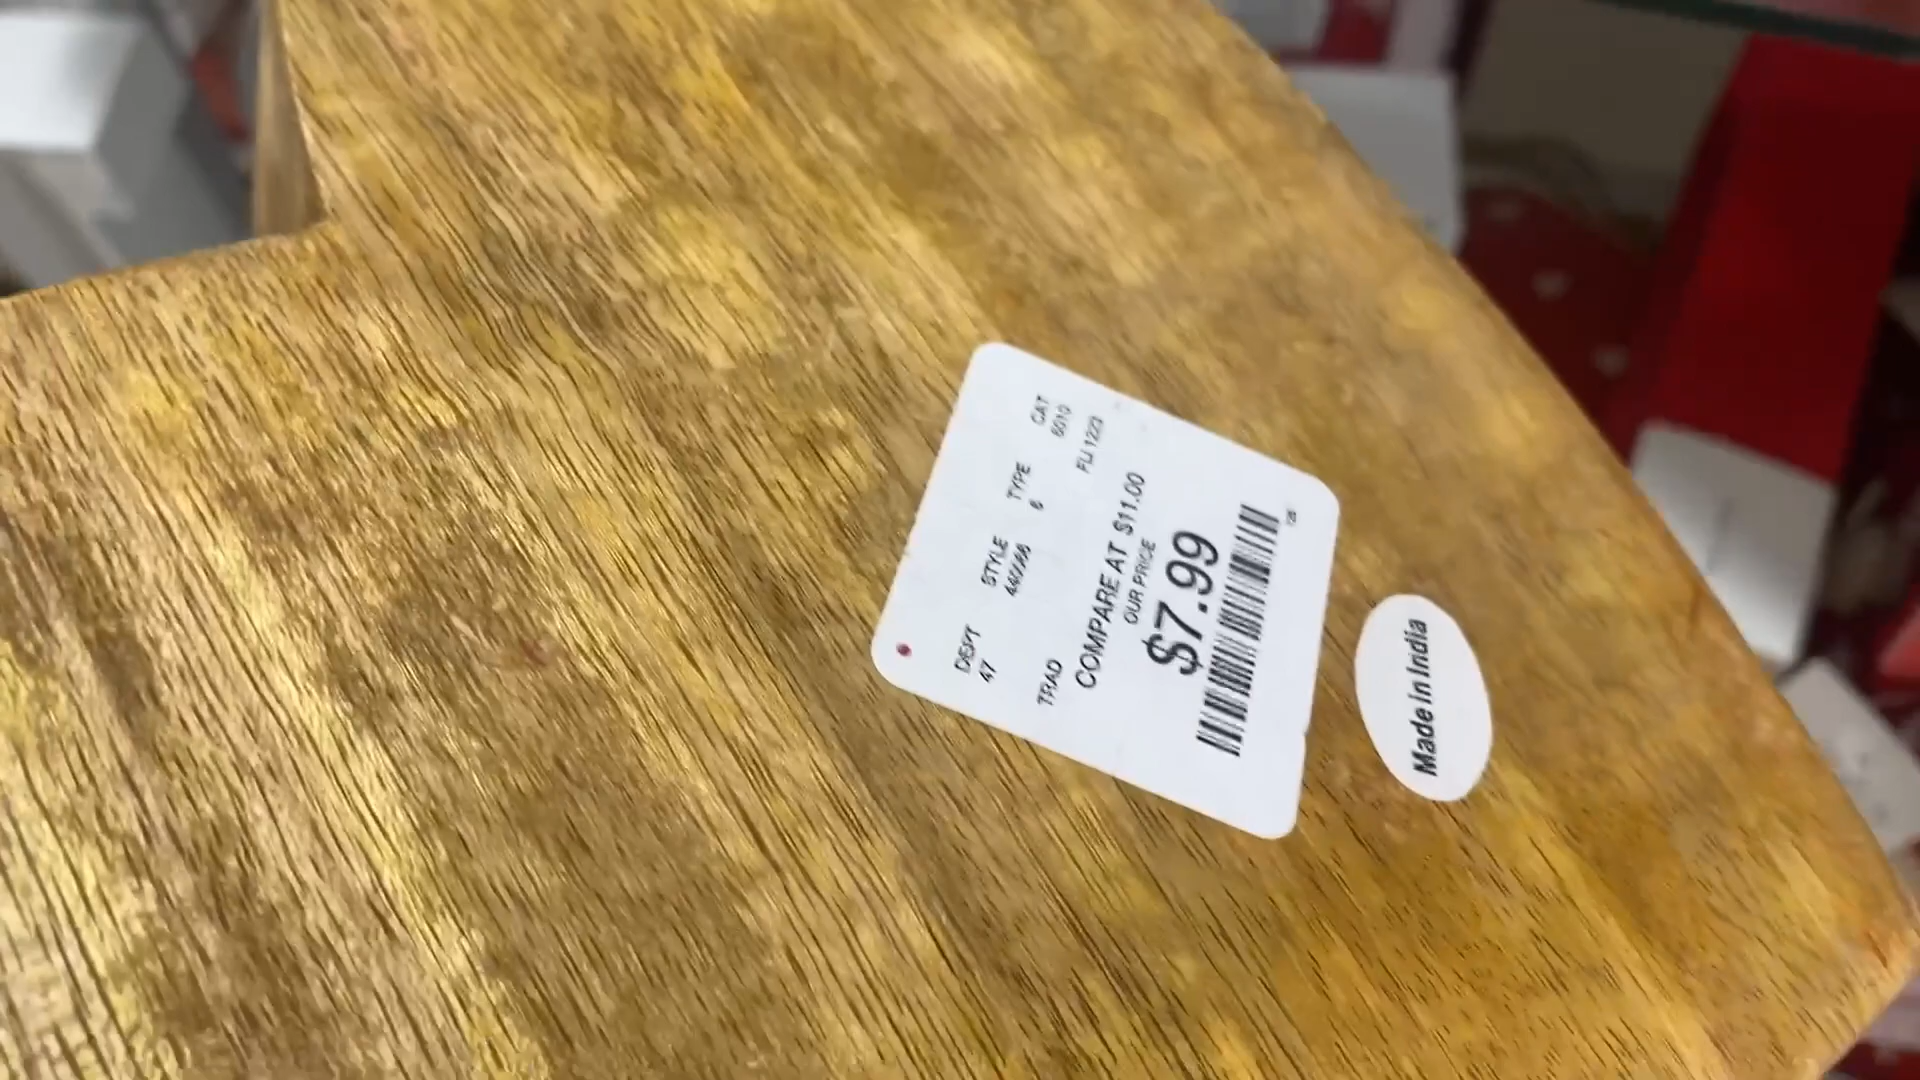 DEPT STYLE TYPE CAT
47 6 6010
TRAD FIJ 1223
COMPARE AT $11.00
OUR PRICE
$7.99
Made in India